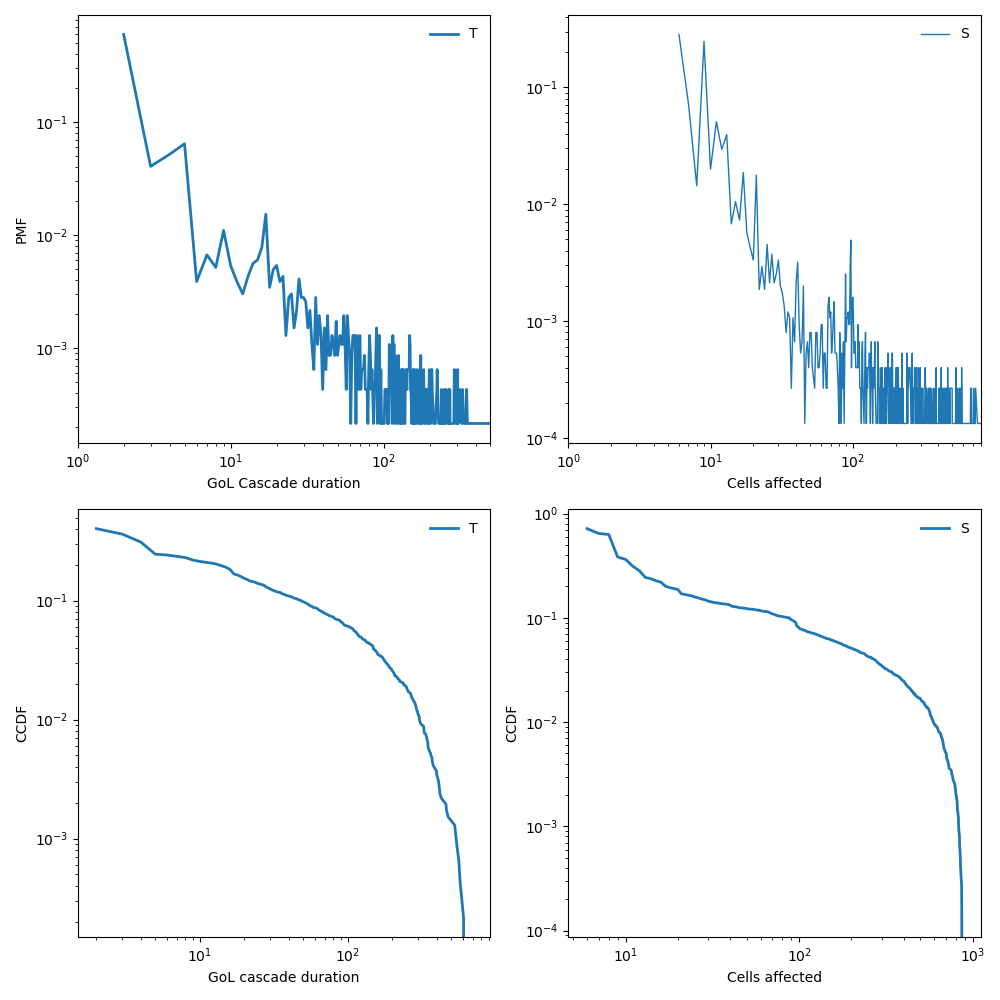 T
PMF
10⁻¹
10⁻²
10⁻³
10⁰ 10¹ 10²
GoL Cascade duration
S
10⁻¹
10⁻²
10⁻³
10⁻⁴
10⁰ 10¹ 10²
Cells affected
T
CCDF
10⁻¹
10⁻²
10⁻³
10¹ 10²
GoL cascade duration
S
CCDF
10⁰
10⁻¹
10⁻²
10⁻³
10⁻⁴
10¹ 10² 10³
Cells affected